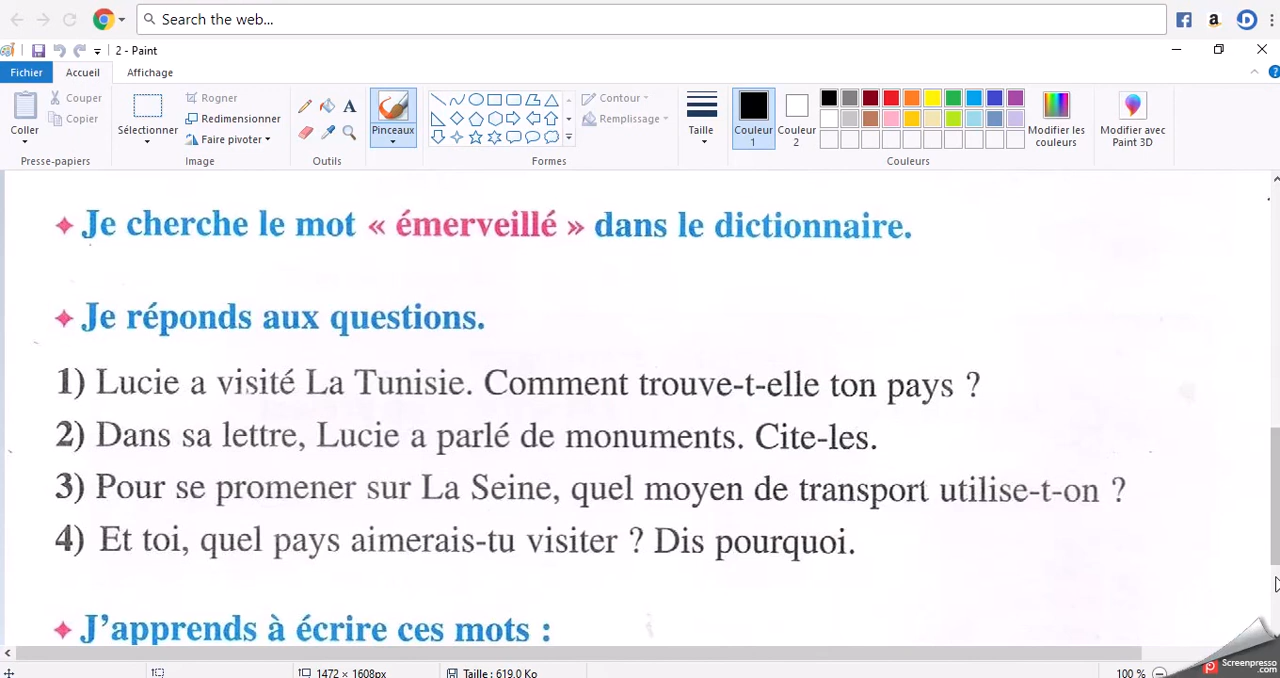 Search the web...
2 - Paint
Fichier Accueil Affichage
Coller
Couper
Copier
Presse-papiers
Sélectionner
Rogner
Redimensionner
Faire pivoter
Image
A
Outils
Pinceaux
Contour
Remplissage
Formes
Taille
Couleur 1
Couleur 2
Modifier les couleurs
Couleurs
Modifier avec Paint 3D
Je cherche le mot « émerveillé » dans le dictionnaire.
Je réponds aux questions.
1) Lucie a visité La Tunisie. Comment trouve-t-elle ton pays ?
2) Dans sa lettre, Lucie a parlé de monuments. Cite-les.
3) Pour se promener sur La Seine, quel moyen de transport utilise-t-on ?
4) Et toi, quel pays aimerais-tu visiter ? Dis pourquoi.
J'apprends à écrire ces mots :
1472 × 1608px
Taille : 619,0 Ko
100 %
Screenpresso
.com